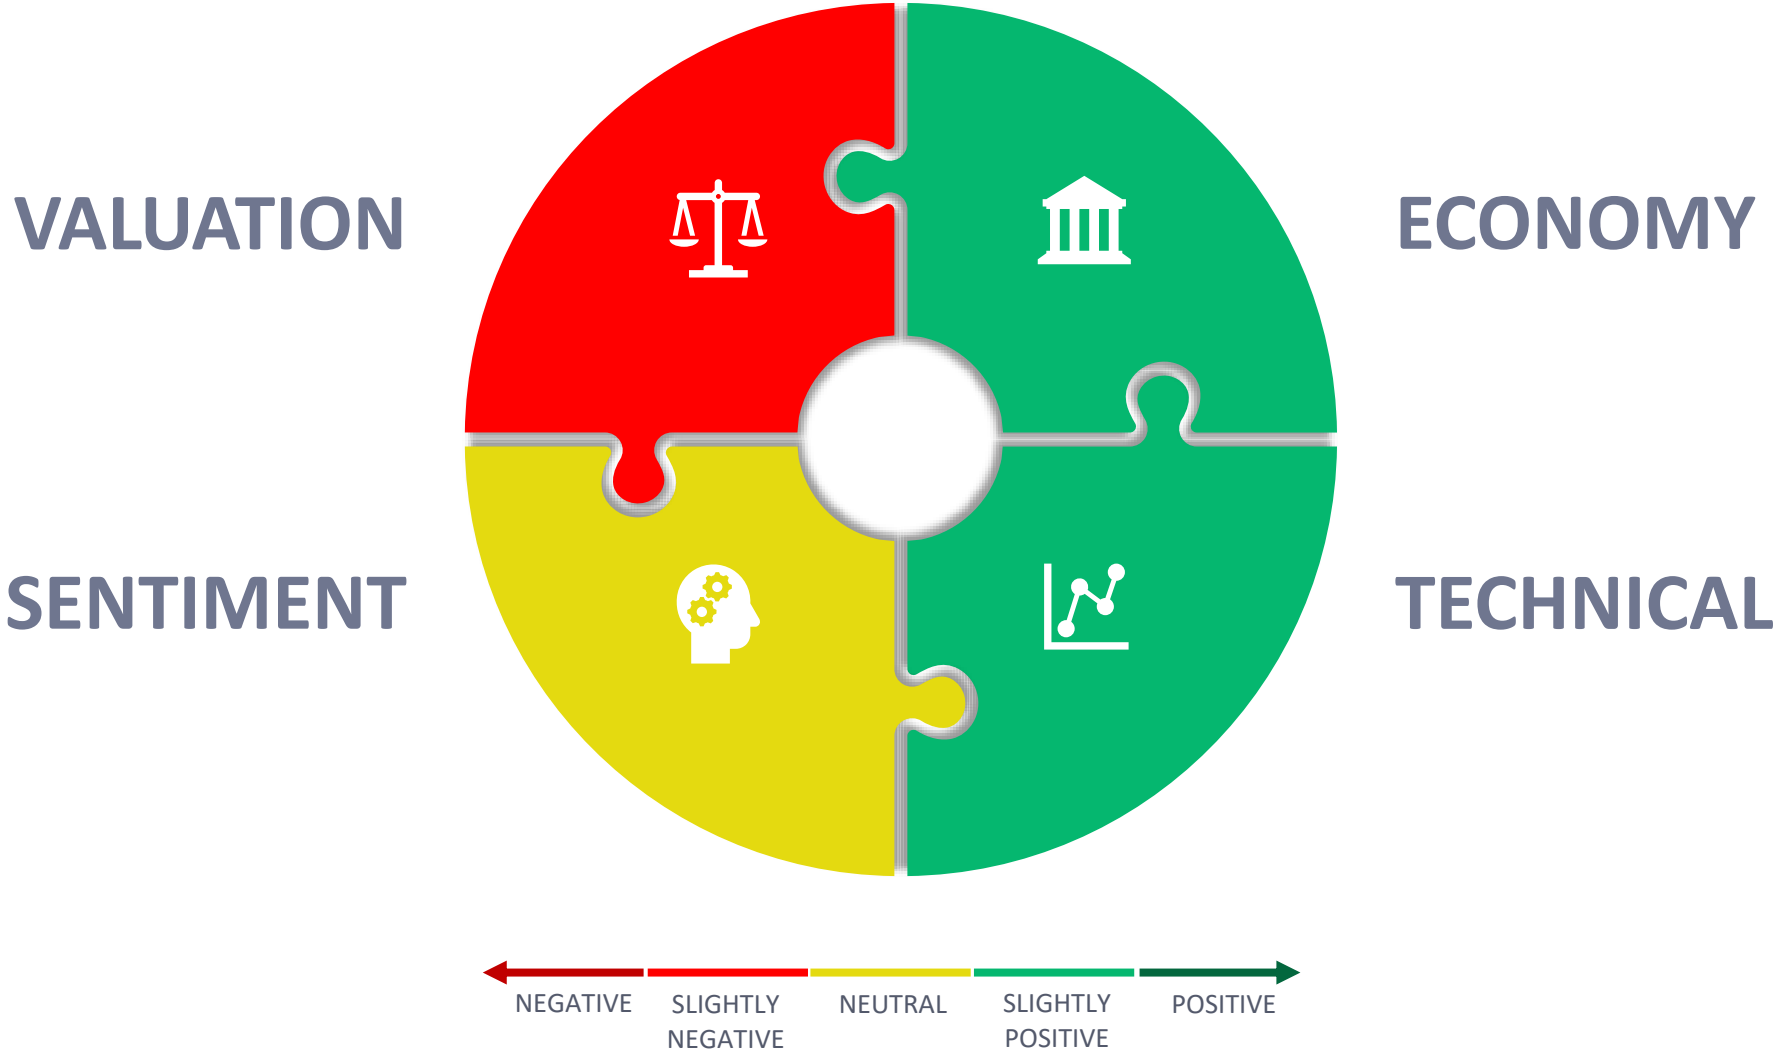 VALUATION
ECONOMY
SENTIMENT
TECHNICAL
NEGATIVE
SLIGHTLY
NEGATIVE
NEUTRAL
SLIGHTLY
POSITIVE
POSITIVE